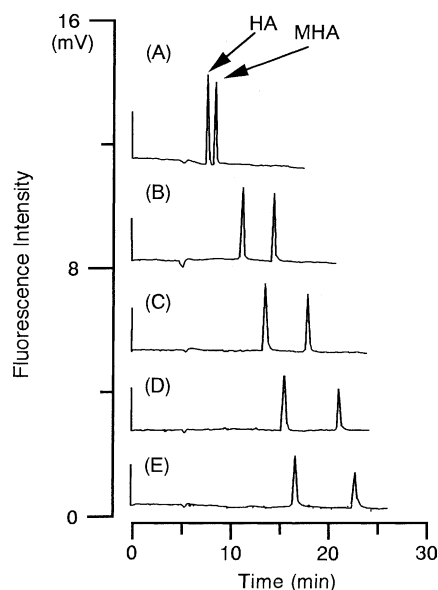 16
(mV)
HA
MHA
(A)
(B)
8
(C)
(D)
(E)
0
Fluorescence Intensity
0 10 20 30
Time (min)